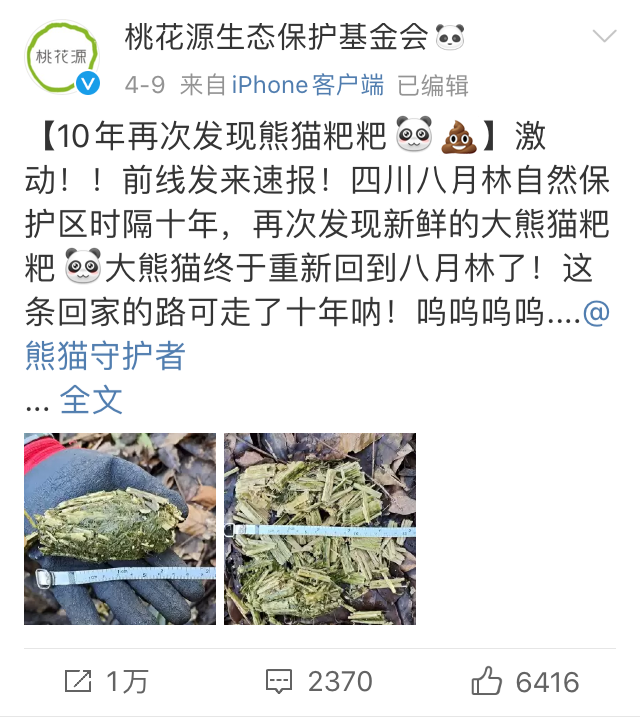 桃花源
桃花源生态保护基金会🐼
4-9 来自 iPhone客户端 已编辑
【10年再次发现熊猫粑粑🐼💩】激
动！！前线发来速报！四川八月林自然保
护区时隔十年，再次发现新鲜的大熊猫粑
粑🐼大熊猫终于重新回到八月林了！这
条回家的路可走了十年呐！呜呜呜呜....@
熊猫守护者
... 全文
1万
2370
6416